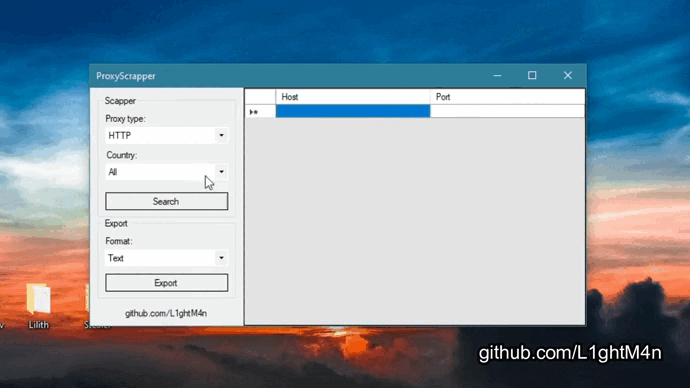 ProxyScrapper
Scapper
Proxy type:
HTTP
Country:
All
Search
Export
Format:
Text
Export
github.com/L1ghtM4n
Host
Port
Lilith
github.com/L1ghtM4n